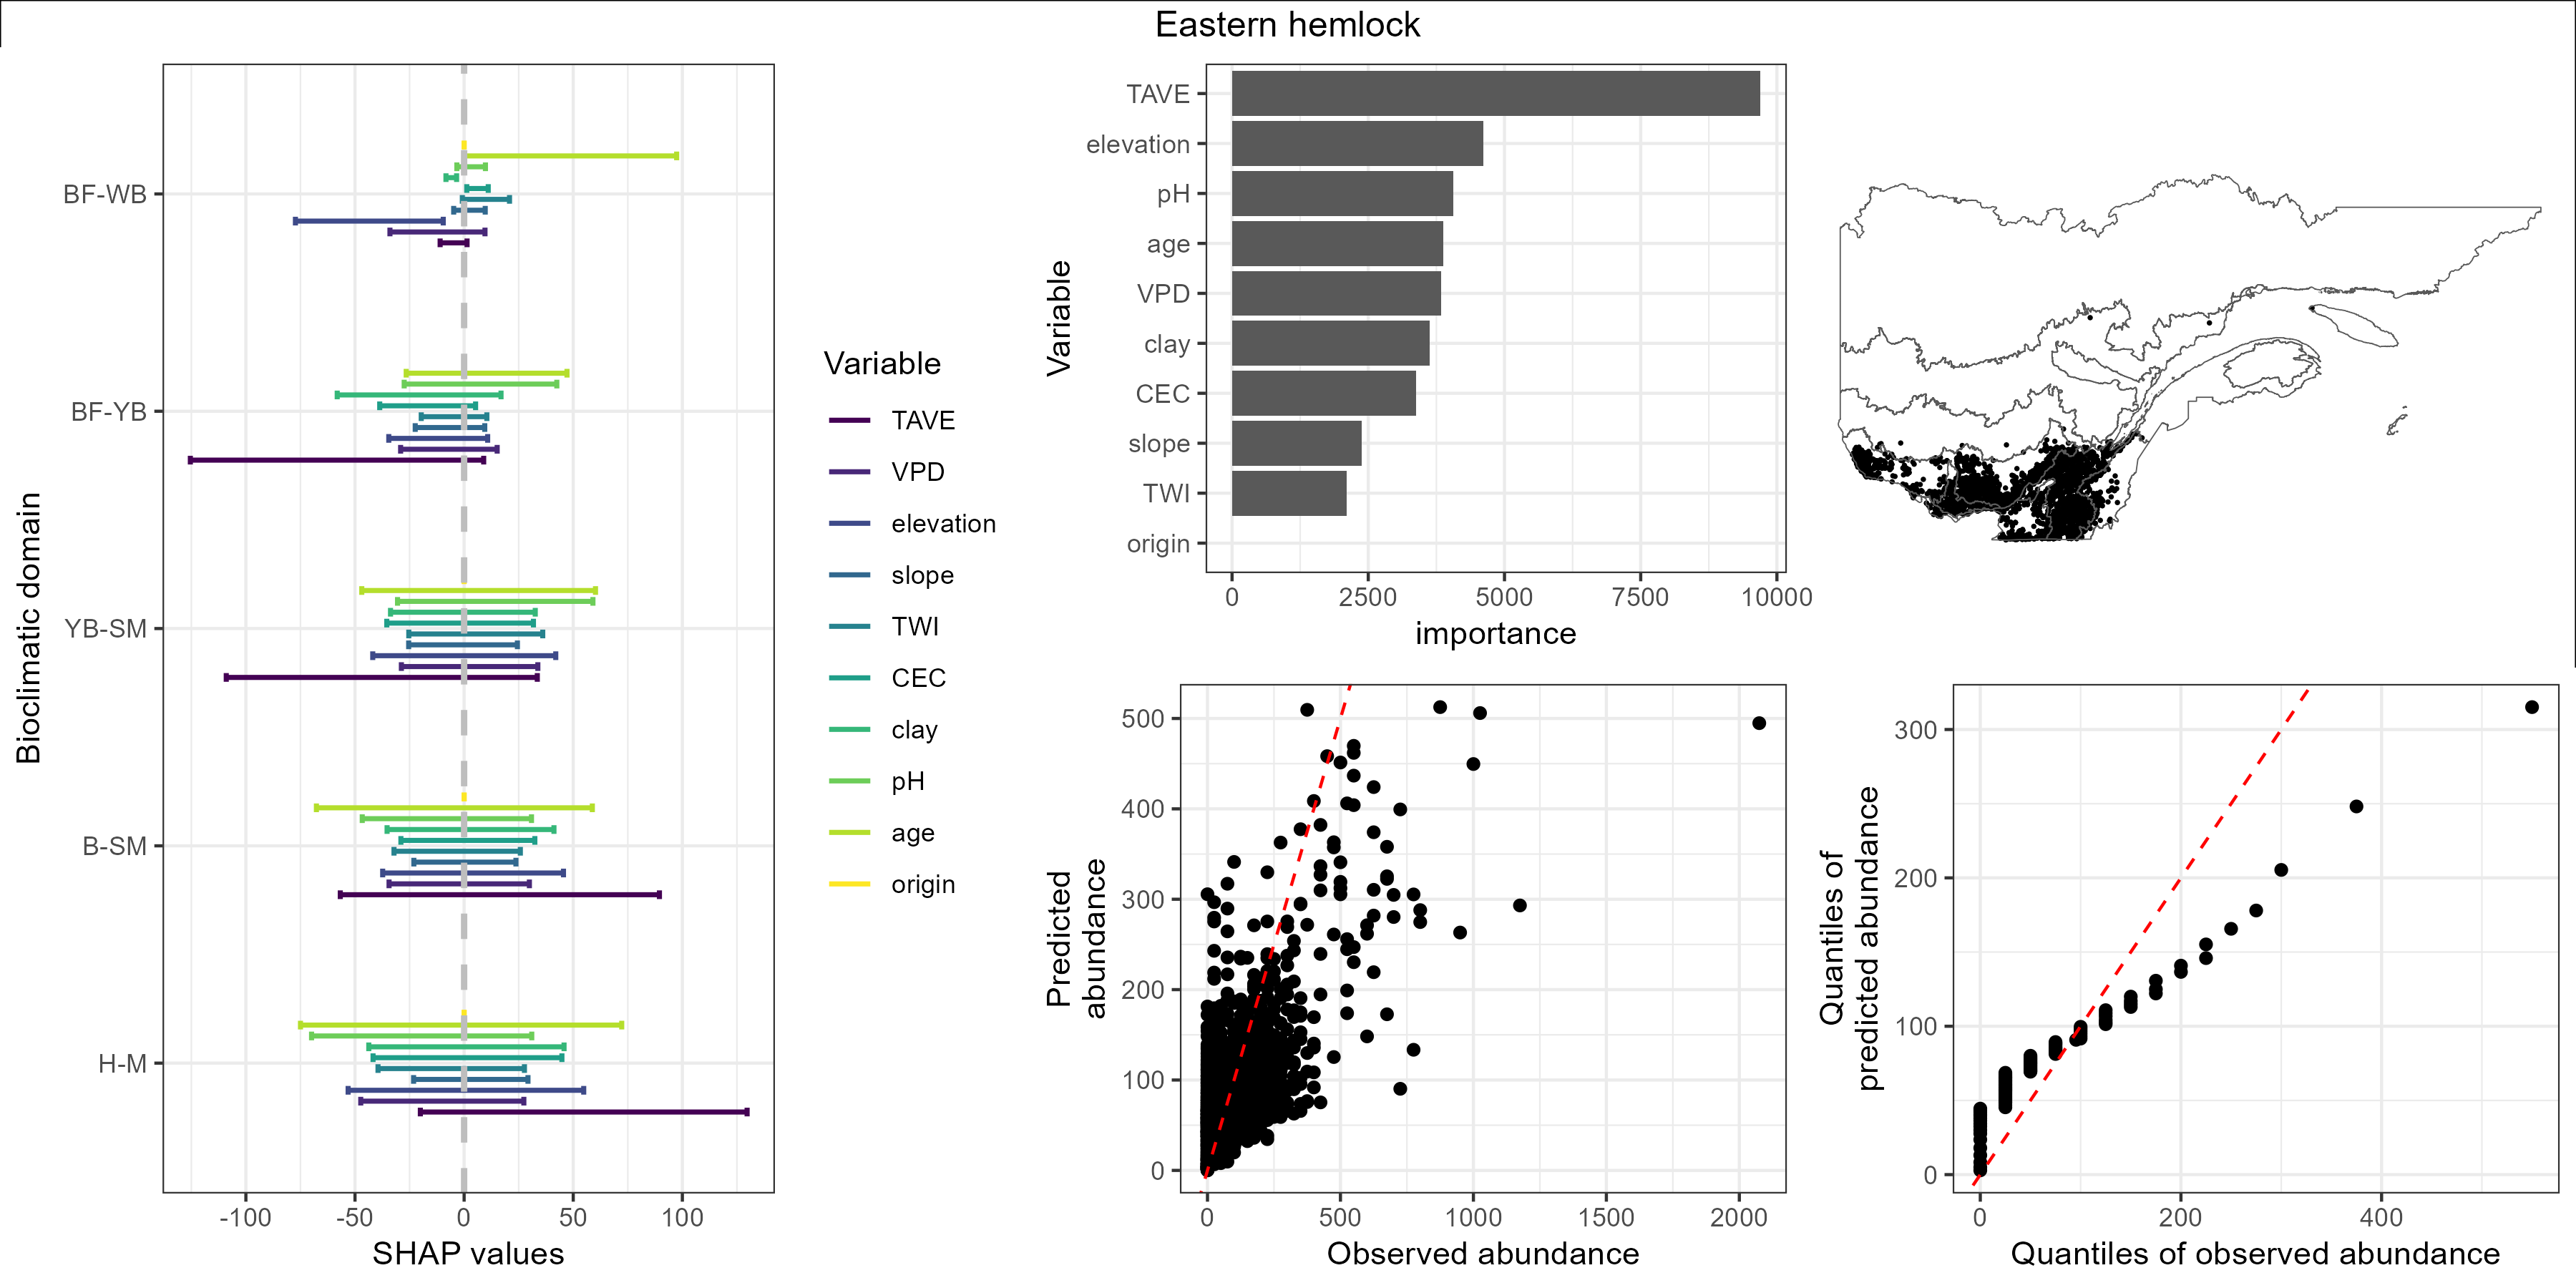 Eastern hemlock
Bioclimatic domain
BF-WB
BF-YB
YB-SM
B-SM
H-M
-100
-50
0
50
100
SHAP values
Variable
TAVE
VPD
elevation
slope
TWI
CEC
clay
pH
age
origin
Variable
TAVE
elevation
pH
age
VPD
clay
CEC
slope
TWI
origin
0
2500
5000
7500
10000
importance
Predicted
abundance
500
400
300
200
100
0
0
500
1000
1500
2000
Observed abundance
Quantiles of
predicted abundance
300
200
100
0
0
200
400
Quantiles of observed abundance